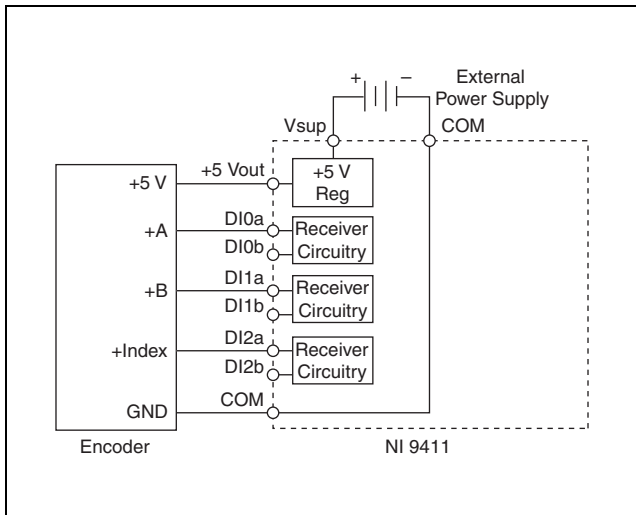 +
–
External
Power Supply
Vsup
COM
+5 V
+5 Vout
+5 V
Reg
+A
DI0a
DI0b
Receiver
Circuitry
+B
DI1a
DI1b
Receiver
Circuitry
+Index
DI2a
DI2b
Receiver
Circuitry
GND
COM
Encoder
NI 9411